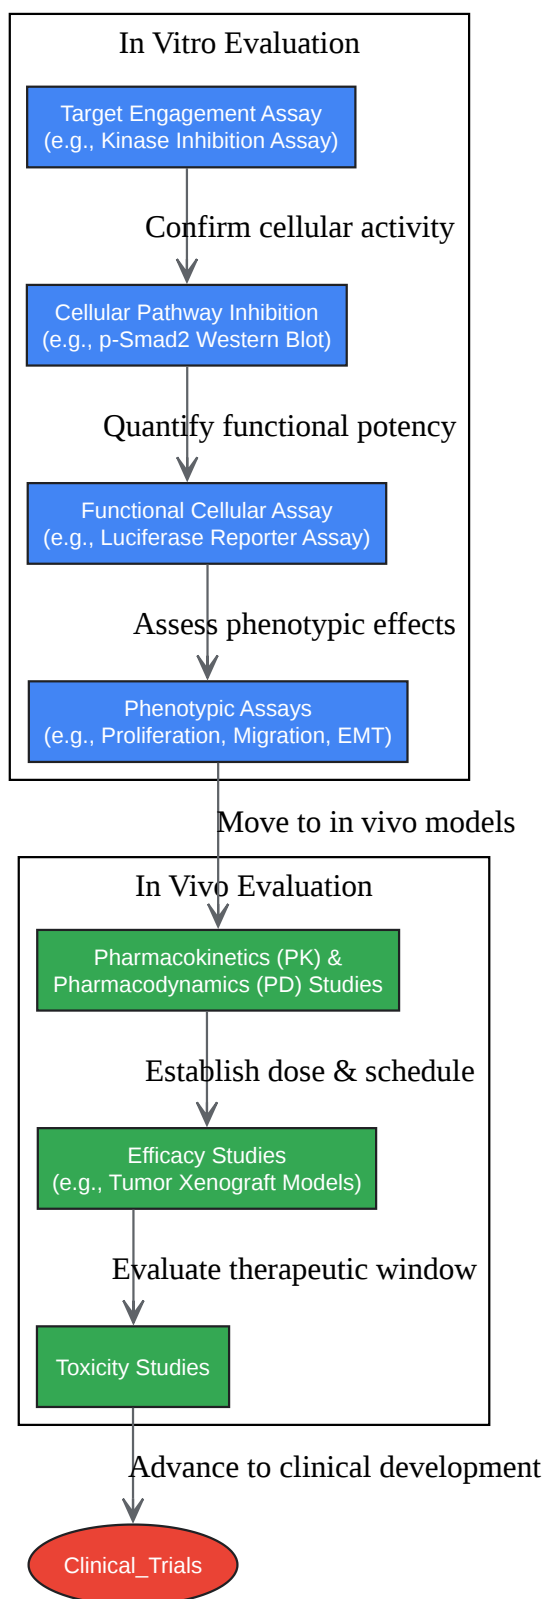 In Vitro Evaluation
Target Engagement Assay
(e.g., Kinase Inhibition Assay)
Confirm cellular activity
Cellular Pathway Inhibition
(e.g., p-Smad2 Western Blot)
Quantify functional potency
Functional Cellular Assay
(e.g., Luciferase Reporter Assay)
Assess phenotypic effects
Phenotypic Assays
(e.g., Proliferation, Migration, EMT)
Move to in vivo models
In Vivo Evaluation
Pharmacokinetics (PK) &
Pharmacodynamics (PD) Studies
Establish dose & schedule
Efficacy Studies
(e.g., Tumor Xenograft Models)
Evaluate therapeutic window
Toxicity Studies
Advance to clinical development
Clinical_Trials